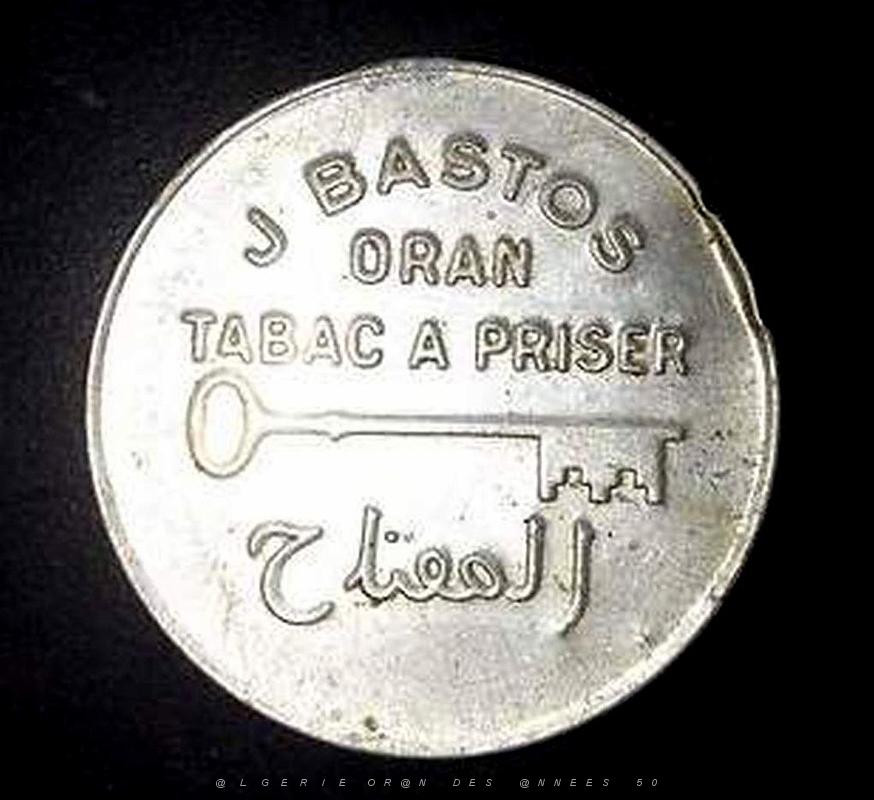 J BASTOS
ORAN
TABAC A PRISER
المفتاح
@LGERIE OR@N DES @NNEES 50